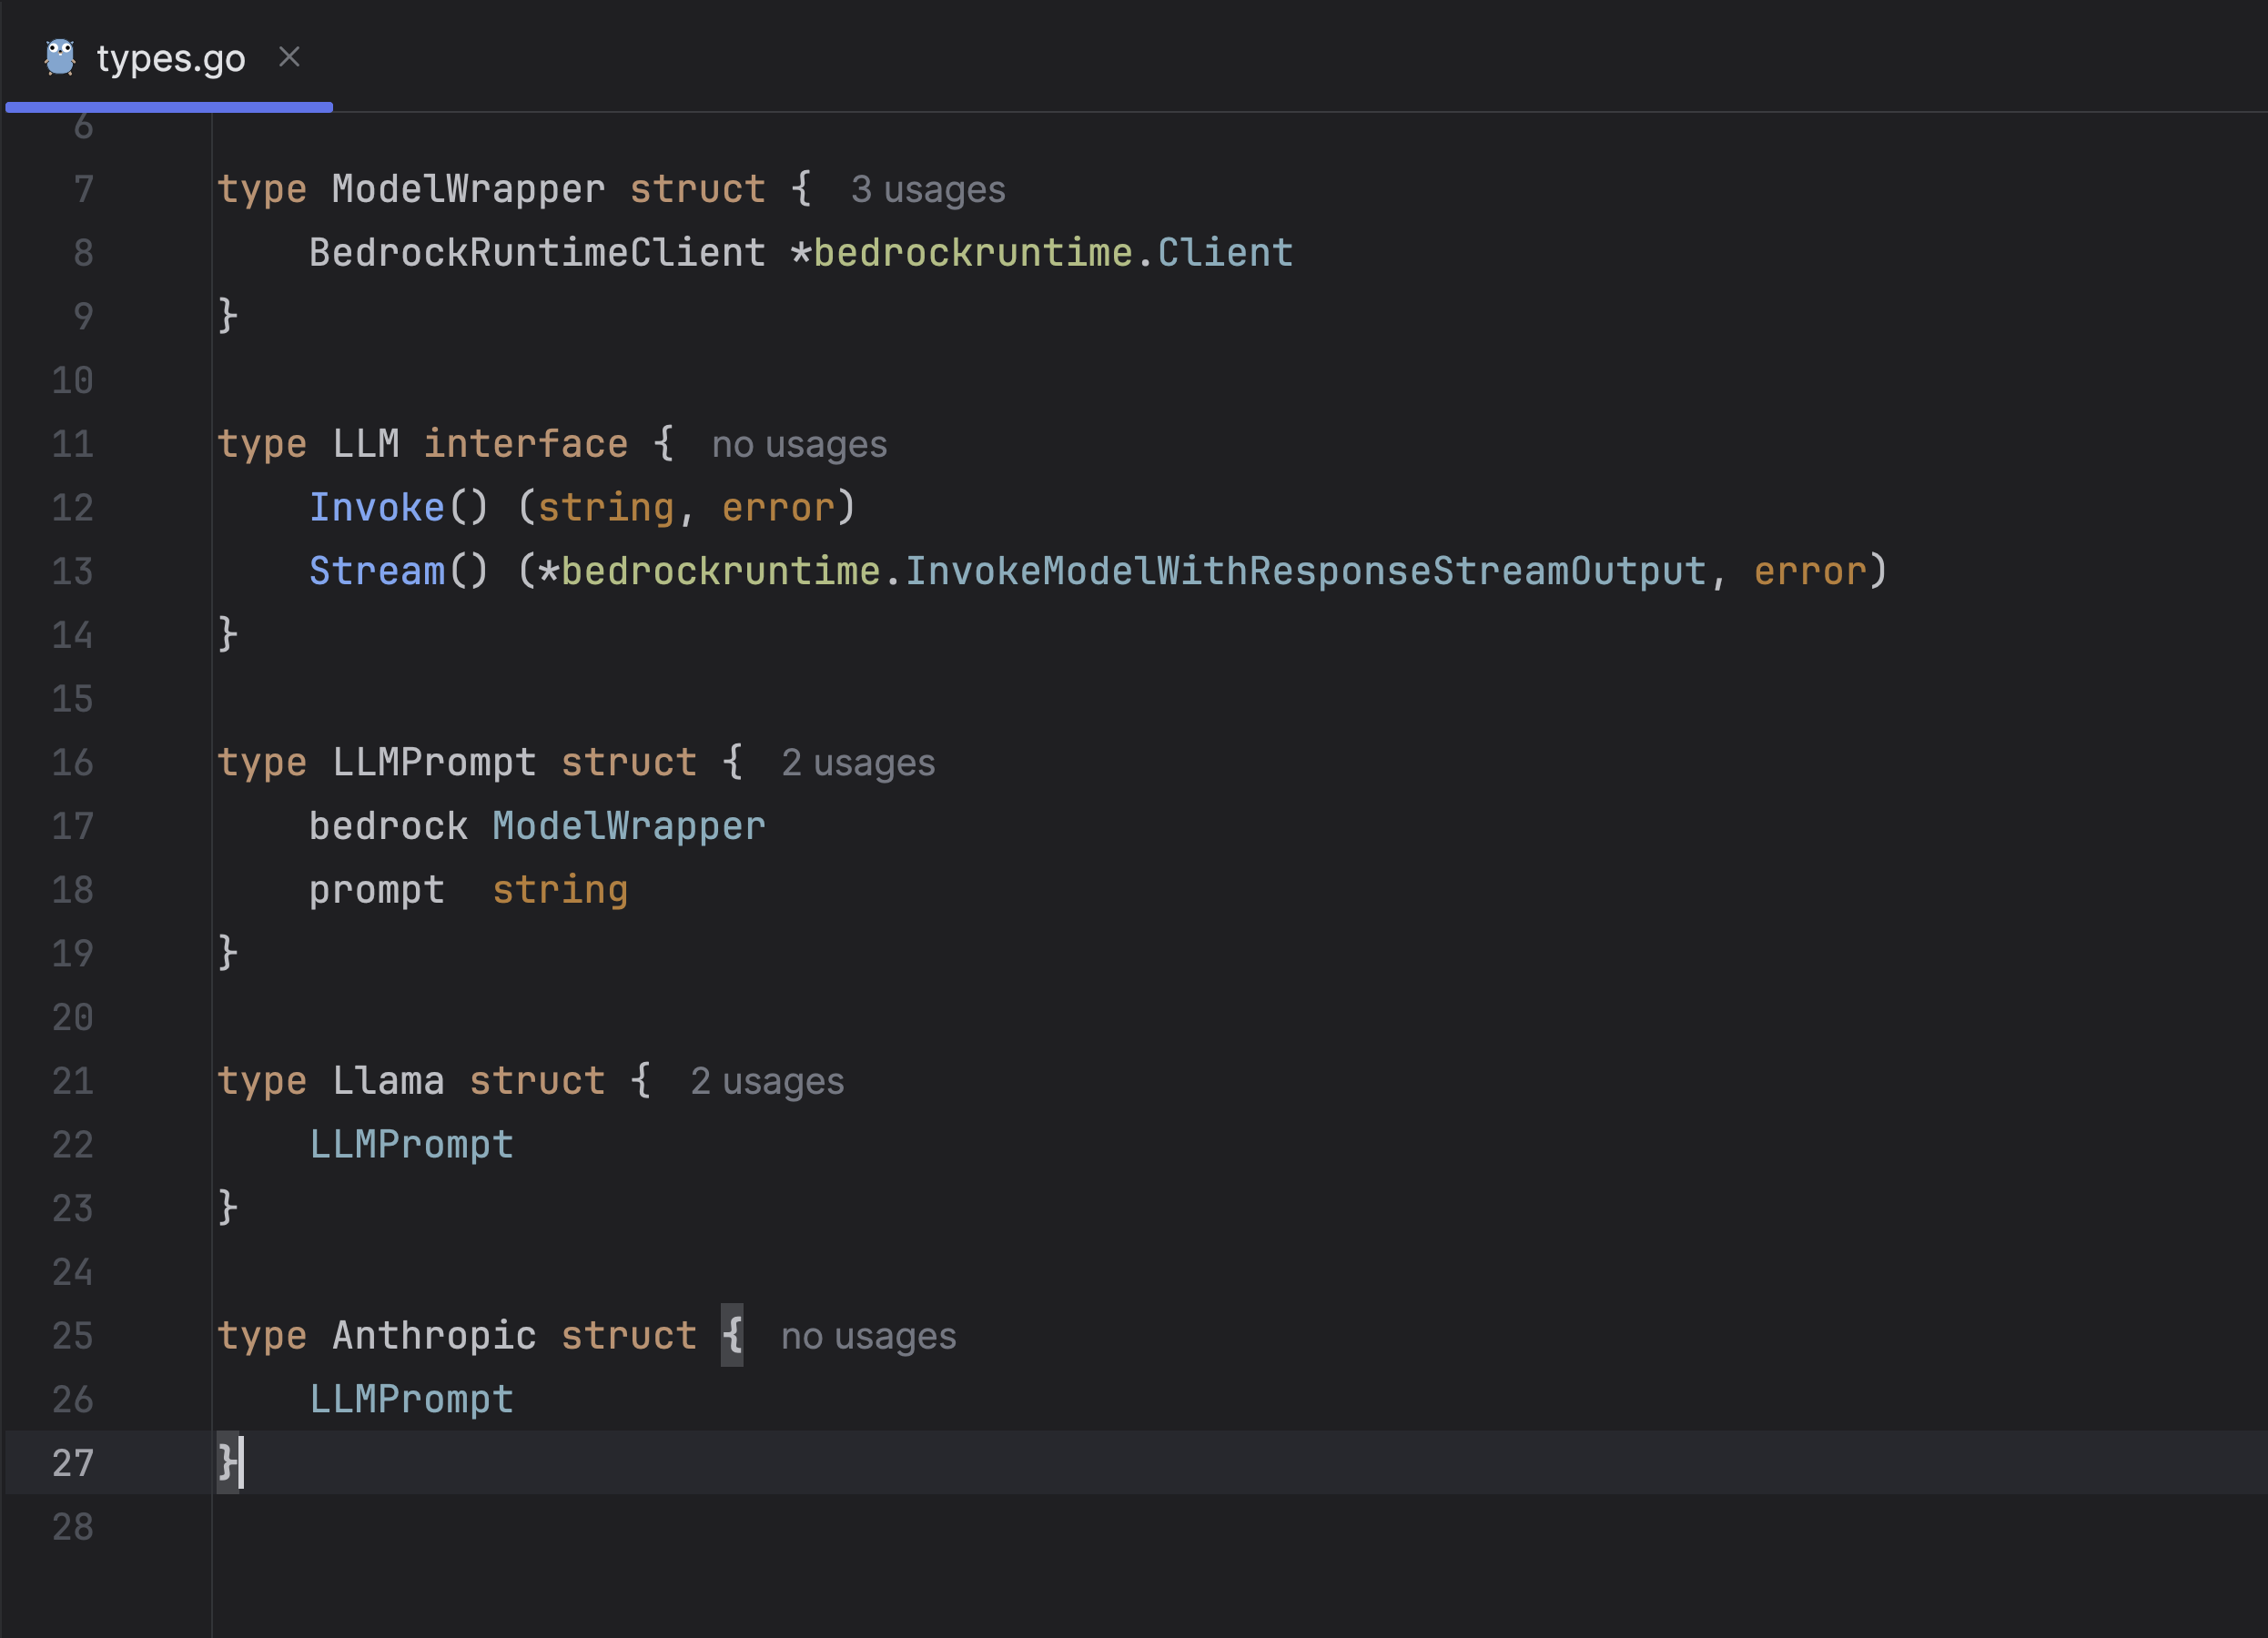 types.go
6
7 type ModelWrapper struct { 3 usages
8     BedrockRuntimeClient *bedrockruntime.Client
9 }
10
11 type LLM interface { no usages
12     Invoke() (string, error)
13     Stream() (*bedrockruntime.InvokeModelWithResponseStreamOutput, error)
14 }
15
16 type LLMPrompt struct { 2 usages
17     bedrock ModelWrapper
18     prompt  string
19 }
20
21 type Llama struct { 2 usages
22     LLMPrompt
23 }
24
25 type Anthropic struct { no usages
26     LLMPrompt
27 }
28